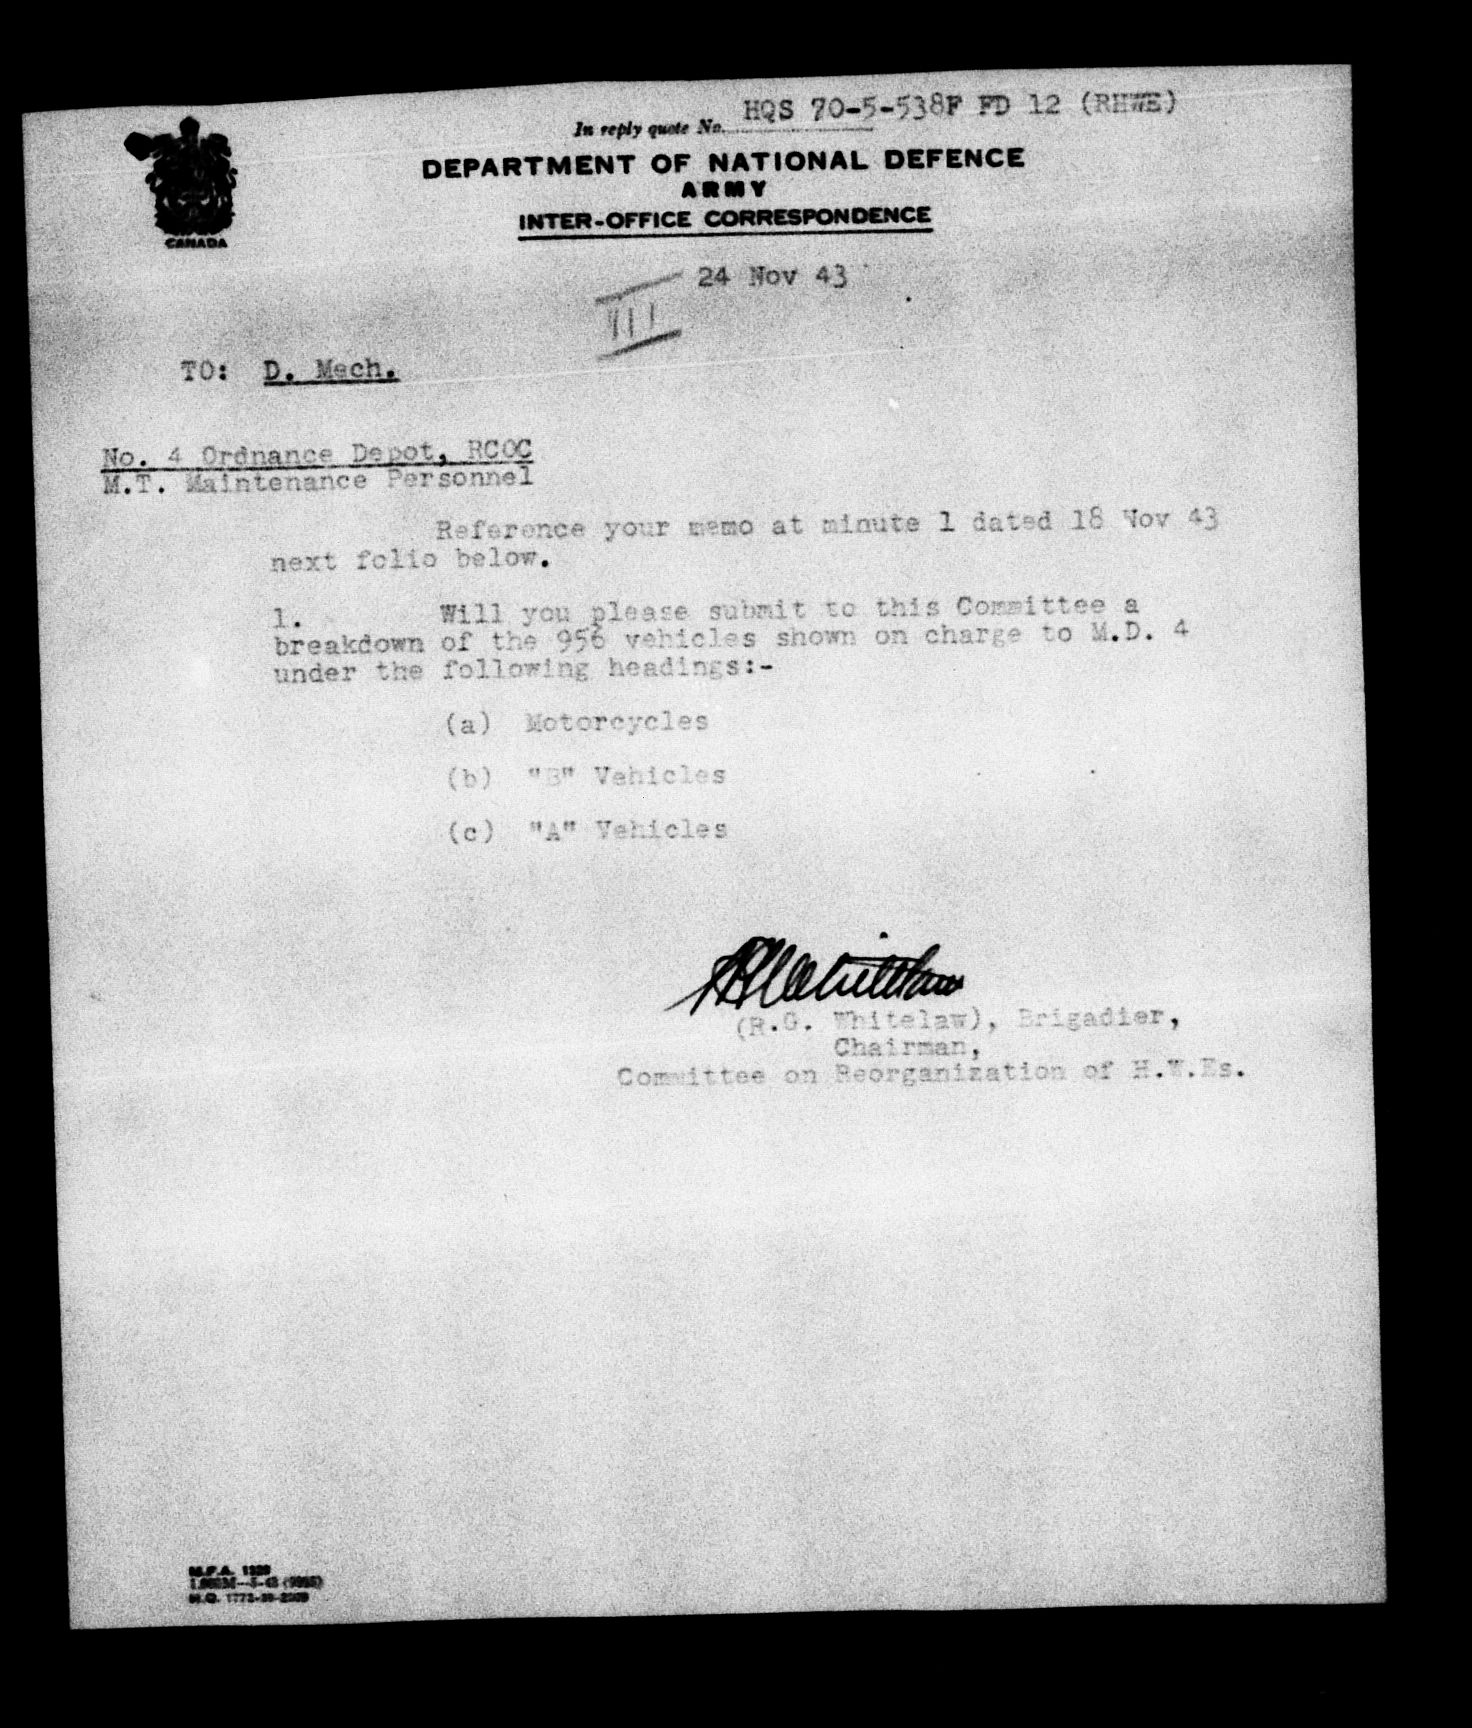 HQS 70-5-538F FD 12 (RHWE)
In reply quote No.
DEPARTMENT OF NATIONAL DEFENCE
ARMY
INTER-OFFICE CORRESPONDENCE
CANADA
24 Nov 43
III
TO: D. Mech.
No. 4 Ordnance Depot, RCOC
M.T. Maintenance Personnel
Reference your memo at minute 1 dated 18 Nov 43
next folio below.
1. Will you please submit to this Committee a
breakdown of the 956 vehicles shown on charge to M.D. 4
under the following headings:-
(a) Motorcycles
(b) "B" Vehicles
(c) "A" Vehicles
(R.G. Whitelaw), Brigadier,
Chairman,
Committee on Reorganization of H.W.Es.
M.F.A.
H.Q.